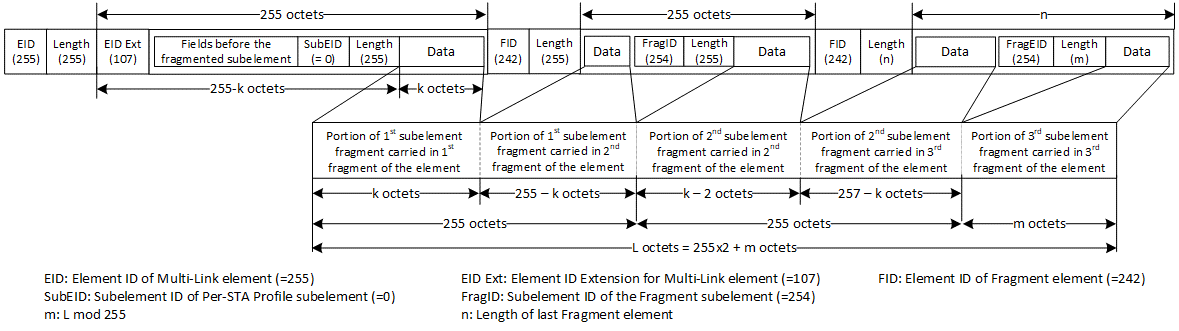 255 octets
255 octets
n
EID
(255)
Length
(255)
EID Ext
(107)
Fields before the
fragmented subelement
SubEID
(= 0)
Length
(255)
Data
FID
(242)
Length
(255)
Data
FragID
(254)
Length
(255)
Data
FID
(242)
Length
(n)
Data
FragEID
(254)
Length
(m)
Data
255-k octets
k octets
Portion of 1st subelement
fragment carried in 1st
fragment of the element
Portion of 1st subelement
fragment carried in 2nd
fragment of the element
Portion of 2nd subelement
fragment carried in 2nd
fragment of the element
Portion of 2nd subelement
fragment carried in 3rd
fragment of the element
Portion of 3rd subelement
fragment carried in 3rd
fragment of the element
k octets
255 – k octets
k – 2 octets
257 – k octets
255 octets
255 octets
m octets
L octets = 255x2 + m octets
EID: Element ID of Multi-Link element (=255)
EID Ext: Element ID Extension for Multi-Link element (=107)
FID: Element ID of Fragment element (=242)
SubEID: Subelement ID of Per-STA Profile subelement (=0)
FragID: Subelement ID of the Fragment subelement (=254)
m: L mod 255
n: Length of last Fragment element